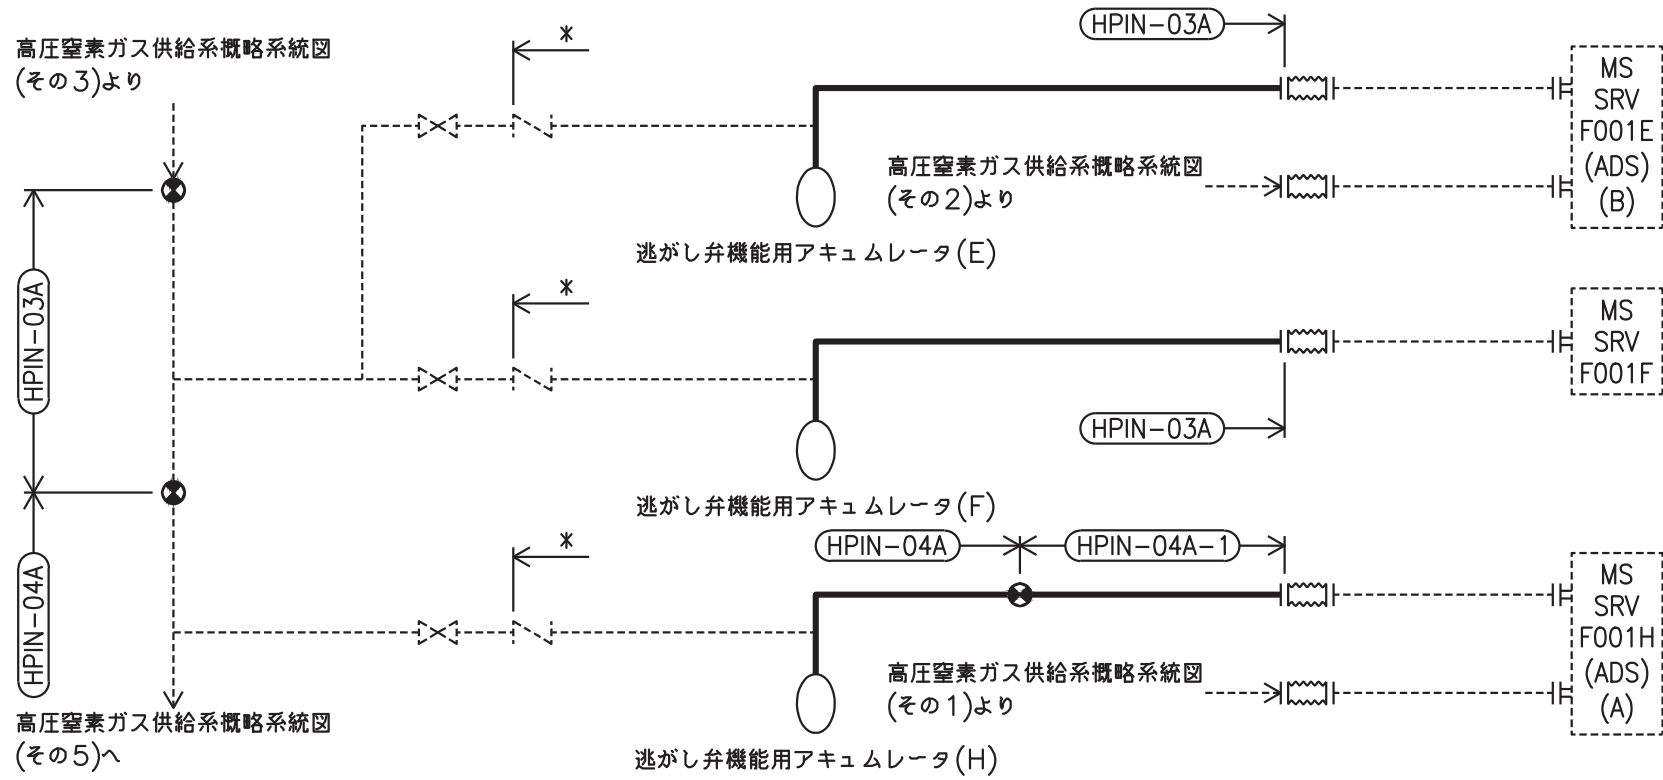 高圧窒素ガス供給系概略系統図
(その3)より
*
HPIN-03A
MS
SRV
F001E
(ADS)
(B)
高圧窒素ガス供給系概略系統図
(その2)より
逃がし弁機能用アキュムレータ(E)
HPIN-03A
*
MS
SRV
F001F
HPIN-03A
逃がし弁機能用アキュムレータ(F)
HPIN-04A
HPIN-04A-1
*
HPIN-04A
MS
SRV
F001H
(ADS)
(A)
高圧窒素ガス供給系概略系統図
(その1)より
高圧窒素ガス供給系概略系統図
(その5)へ
逃がし弁機能用アキュムレータ(H)